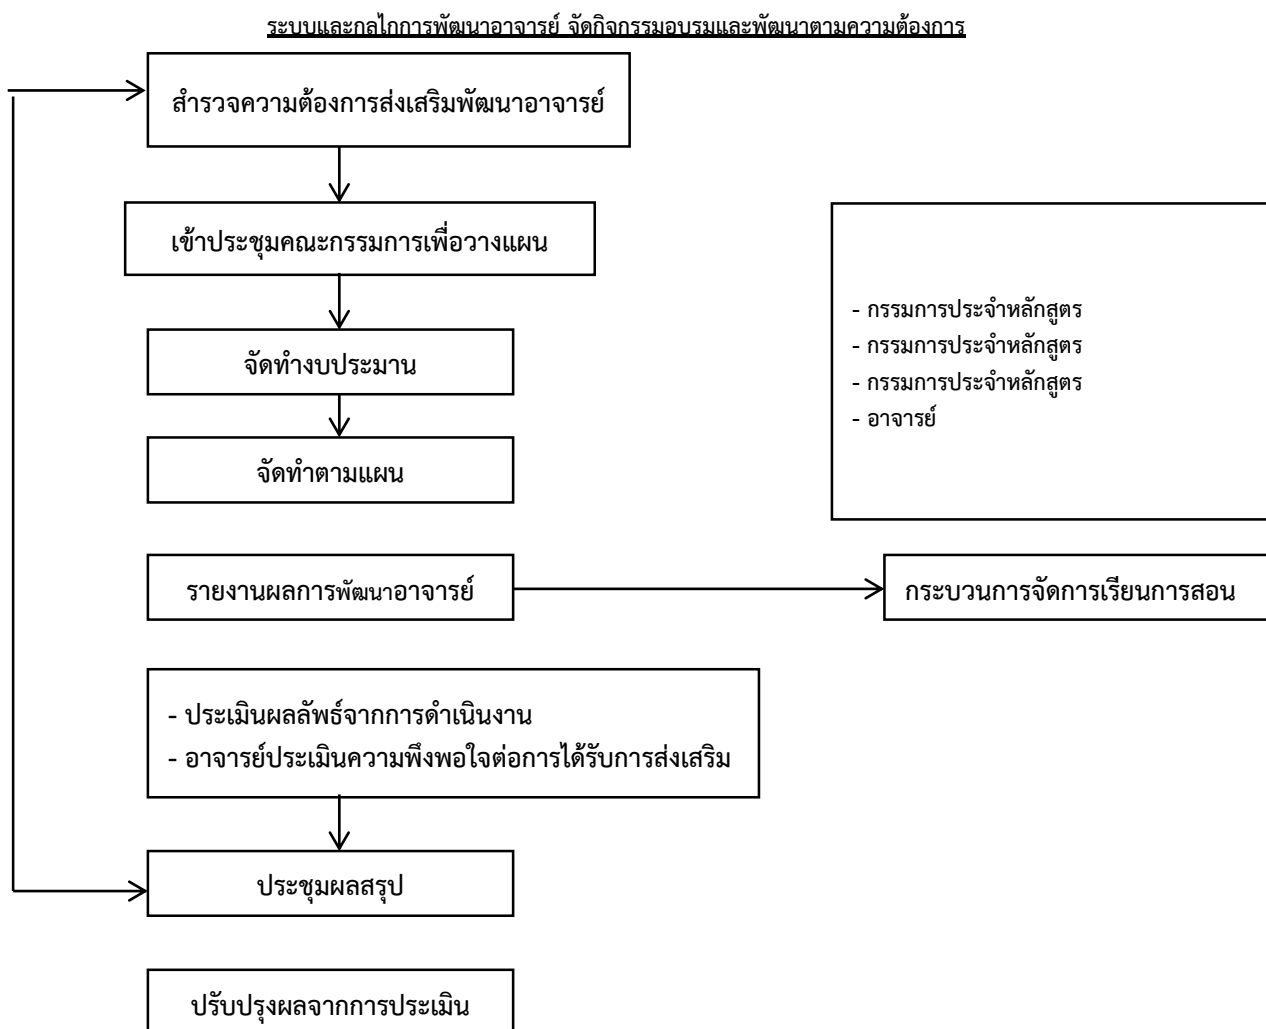 ระบบและกลไกการพัฒนาอาจารย์ จัดกิจกรรมอบรมและพัฒนาตามความต้องการ
สำรวจความต้องการส่งเสริมพัฒนาอาจารย์
เข้าประชุมคณะกรรมการเพื่อวางแผน
จัดทำงบประมาน
จัดทำตามแผน
- กรรมการประจำหลักสูตร
- กรรมการประจำหลักสูตร
- กรรมการประจำหลักสูตร
- อาจารย์
รายงานผลการพัฒนาอาจารย์
กระบวนการจัดการเรียนการสอน
- ประเมินผลลัพธ์จากการดำเนินงาน
- อาจารย์ประเมินความพึงพอใจต่อการได้รับการส่งเสริม
ประชุมผลสรุป
ปรับปรุงผลจากการประเมิน